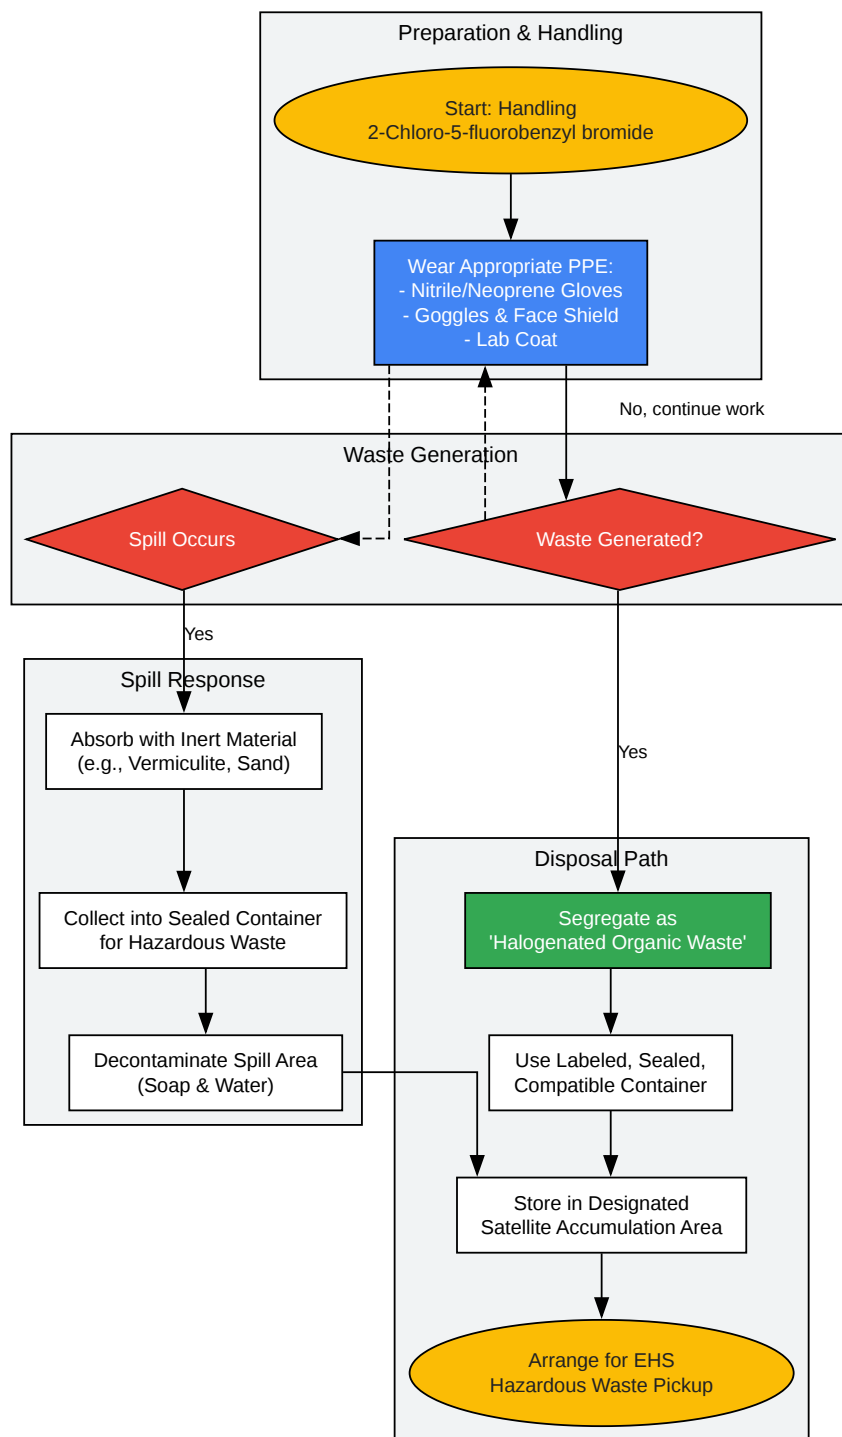 Preparation & Handling
Start: Handling
2-Chloro-5-fluorobenzyl bromide
Wear Appropriate PPE:
- Nitrile/Neoprene Gloves
- Goggles & Face Shield
- Lab Coat
No, continue work
Waste Generation
Spill Occurs
Waste Generated?
Yes
Spill Response
Absorb with Inert Material
(e.g., Vermiculite, Sand)
Yes
Disposal Path
Collect into Sealed Container
for Hazardous Waste
Segregate as
'Halogenated Organic Waste'
Decontaminate Spill Area
(Soap & Water)
Use Labeled, Sealed,
Compatible Container
Store in Designated
Satellite Accumulation Area
Arrange for EHS
Hazardous Waste Pickup